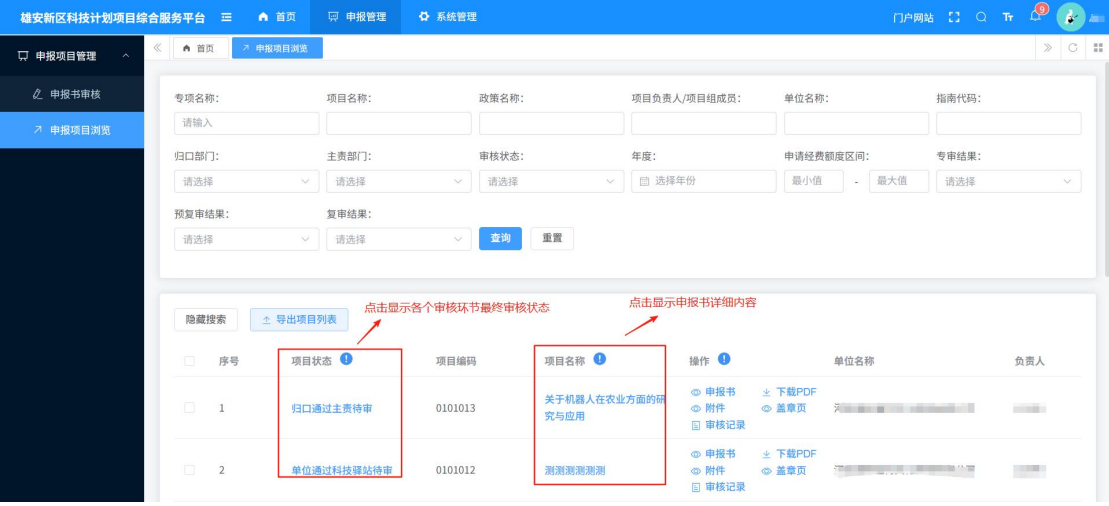 雄安新区科技计划项目综合服务平台 首页 申报管理 系统管理 门户网站 Tт 9
申报项目管理 首页 申报项目浏览
申报书审核
申报项目浏览
专项名称: 项目名称: 政策名称: 项目负责人/项目组成员: 单位名称: 指南代码:
请输入
归口部门: 主责部门: 审核状态: 年度: 申请经费额度区间: 专审结果:
请选择 请选择 请选择 选择年份 最小值 - 最大值 请选择
预复审结果: 复审结果:
请选择 请选择 查询 重置
点击显示各个审核环节最终审核状态 点击显示申报书详细内容
隐藏搜索 导出项目列表
序号 项目状态 项目编码 项目名称 操作 单位名称 负责人
1 归口通过主责待审 0101013 关于机器人在农业方面的研
究与应用
申报书 下载PDF
附件 盖章页
审核记录
2 单位通过科技驿站待审 0101012 测测测测测测
申报书 下载PDF
附件 盖章页
审核记录